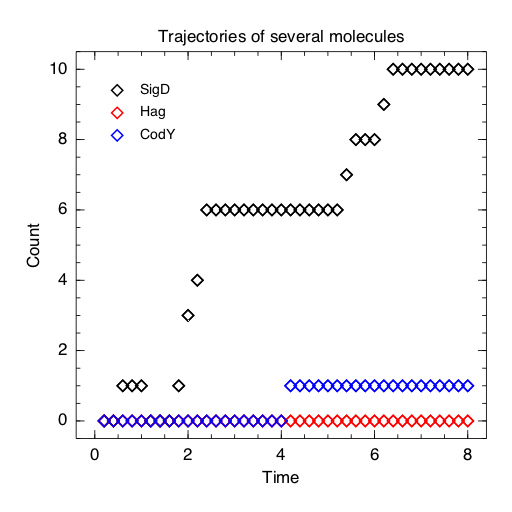 Trajectories of several molecules
10
8
6
4
2
0
Count
SigD
Hag
CodY
0 2 4 6 8
Time